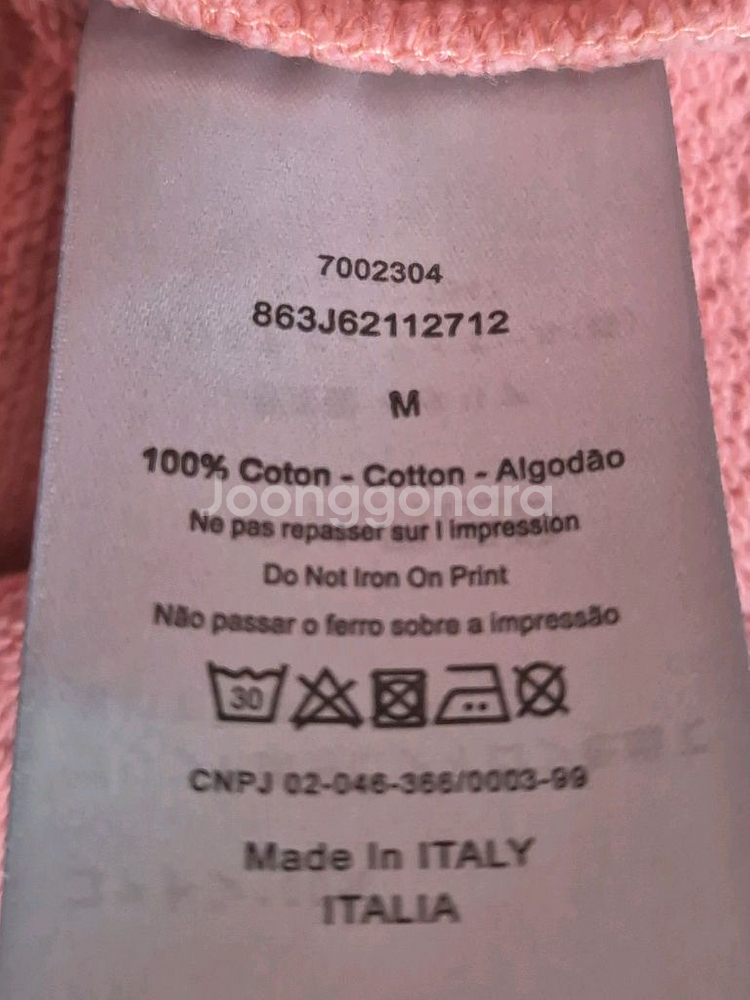 7002304
863J62112712
M
100% Coton - Cotton - Algodão
Joonggonara
Ne pas repasser sur l impression
Do Not Iron On Print
Não passar o ferro sobre a impressão
30
CNPJ 02-046-366/0003-99
Made In ITALY
ITALIA